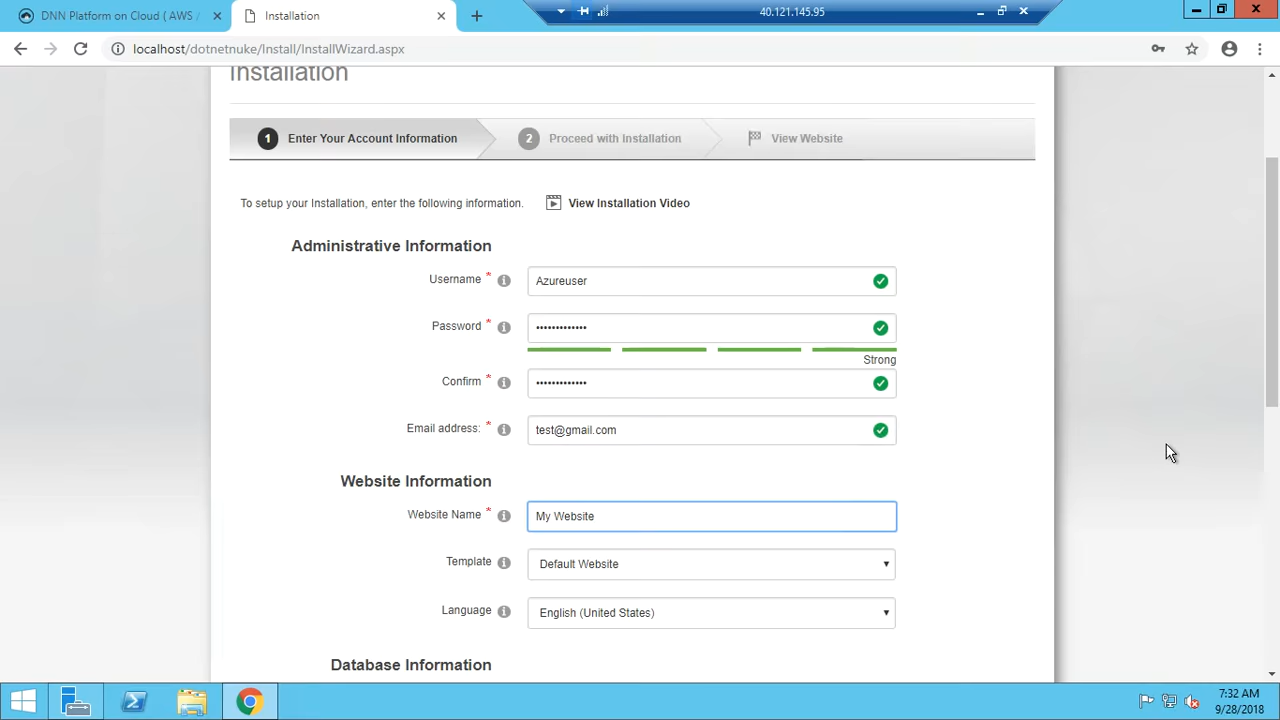 DNN Platform on Cloud ( AWS /
Installation
40.121.145.95
localhost/dotnetnuke/Install/InstallWizard.aspx
Installation
1 Enter Your Account Information
2 Proceed with Installation
View Website
To setup your Installation, enter the following information.
View Installation Video
Administrative Information
Username *
Azureuser
Password *
•••••••••••••
Strong
Confirm *
•••••••••••••
Email address: *
test@gmail.com
Website Information
Website Name *
My Website
Template
Default Website
Language
English (United States)
Database Information
7:32 AM
9/28/2018